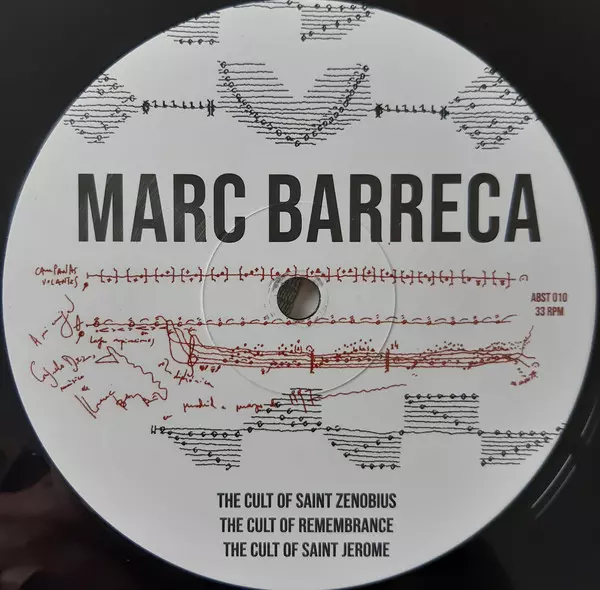 MARC BARRECA
CAMPANAS
VOLANTES
ABST 010
33 RPM
THE CULT OF SAINT ZENOBIUS
THE CULT OF REMEMBRANCE
THE CULT OF SAINT JEROME